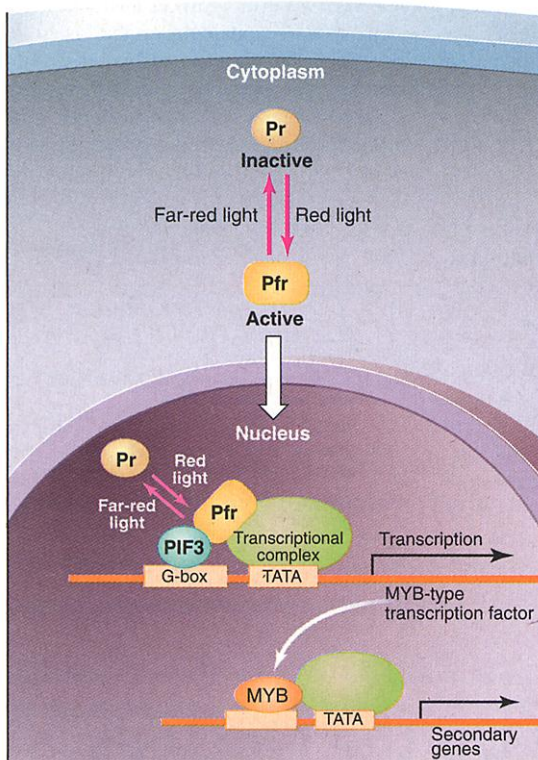 Cytoplasm
Pr
Inactive
Far-red light
Red light
Pfr
Active
Nucleus
Pr
Red
light
Far-red
light
Pfr
PIF3
Transcriptional
complex
Transcription
G-box
TATA
MYB-type
transcription factor
MYB
TATA
Secondary
genes